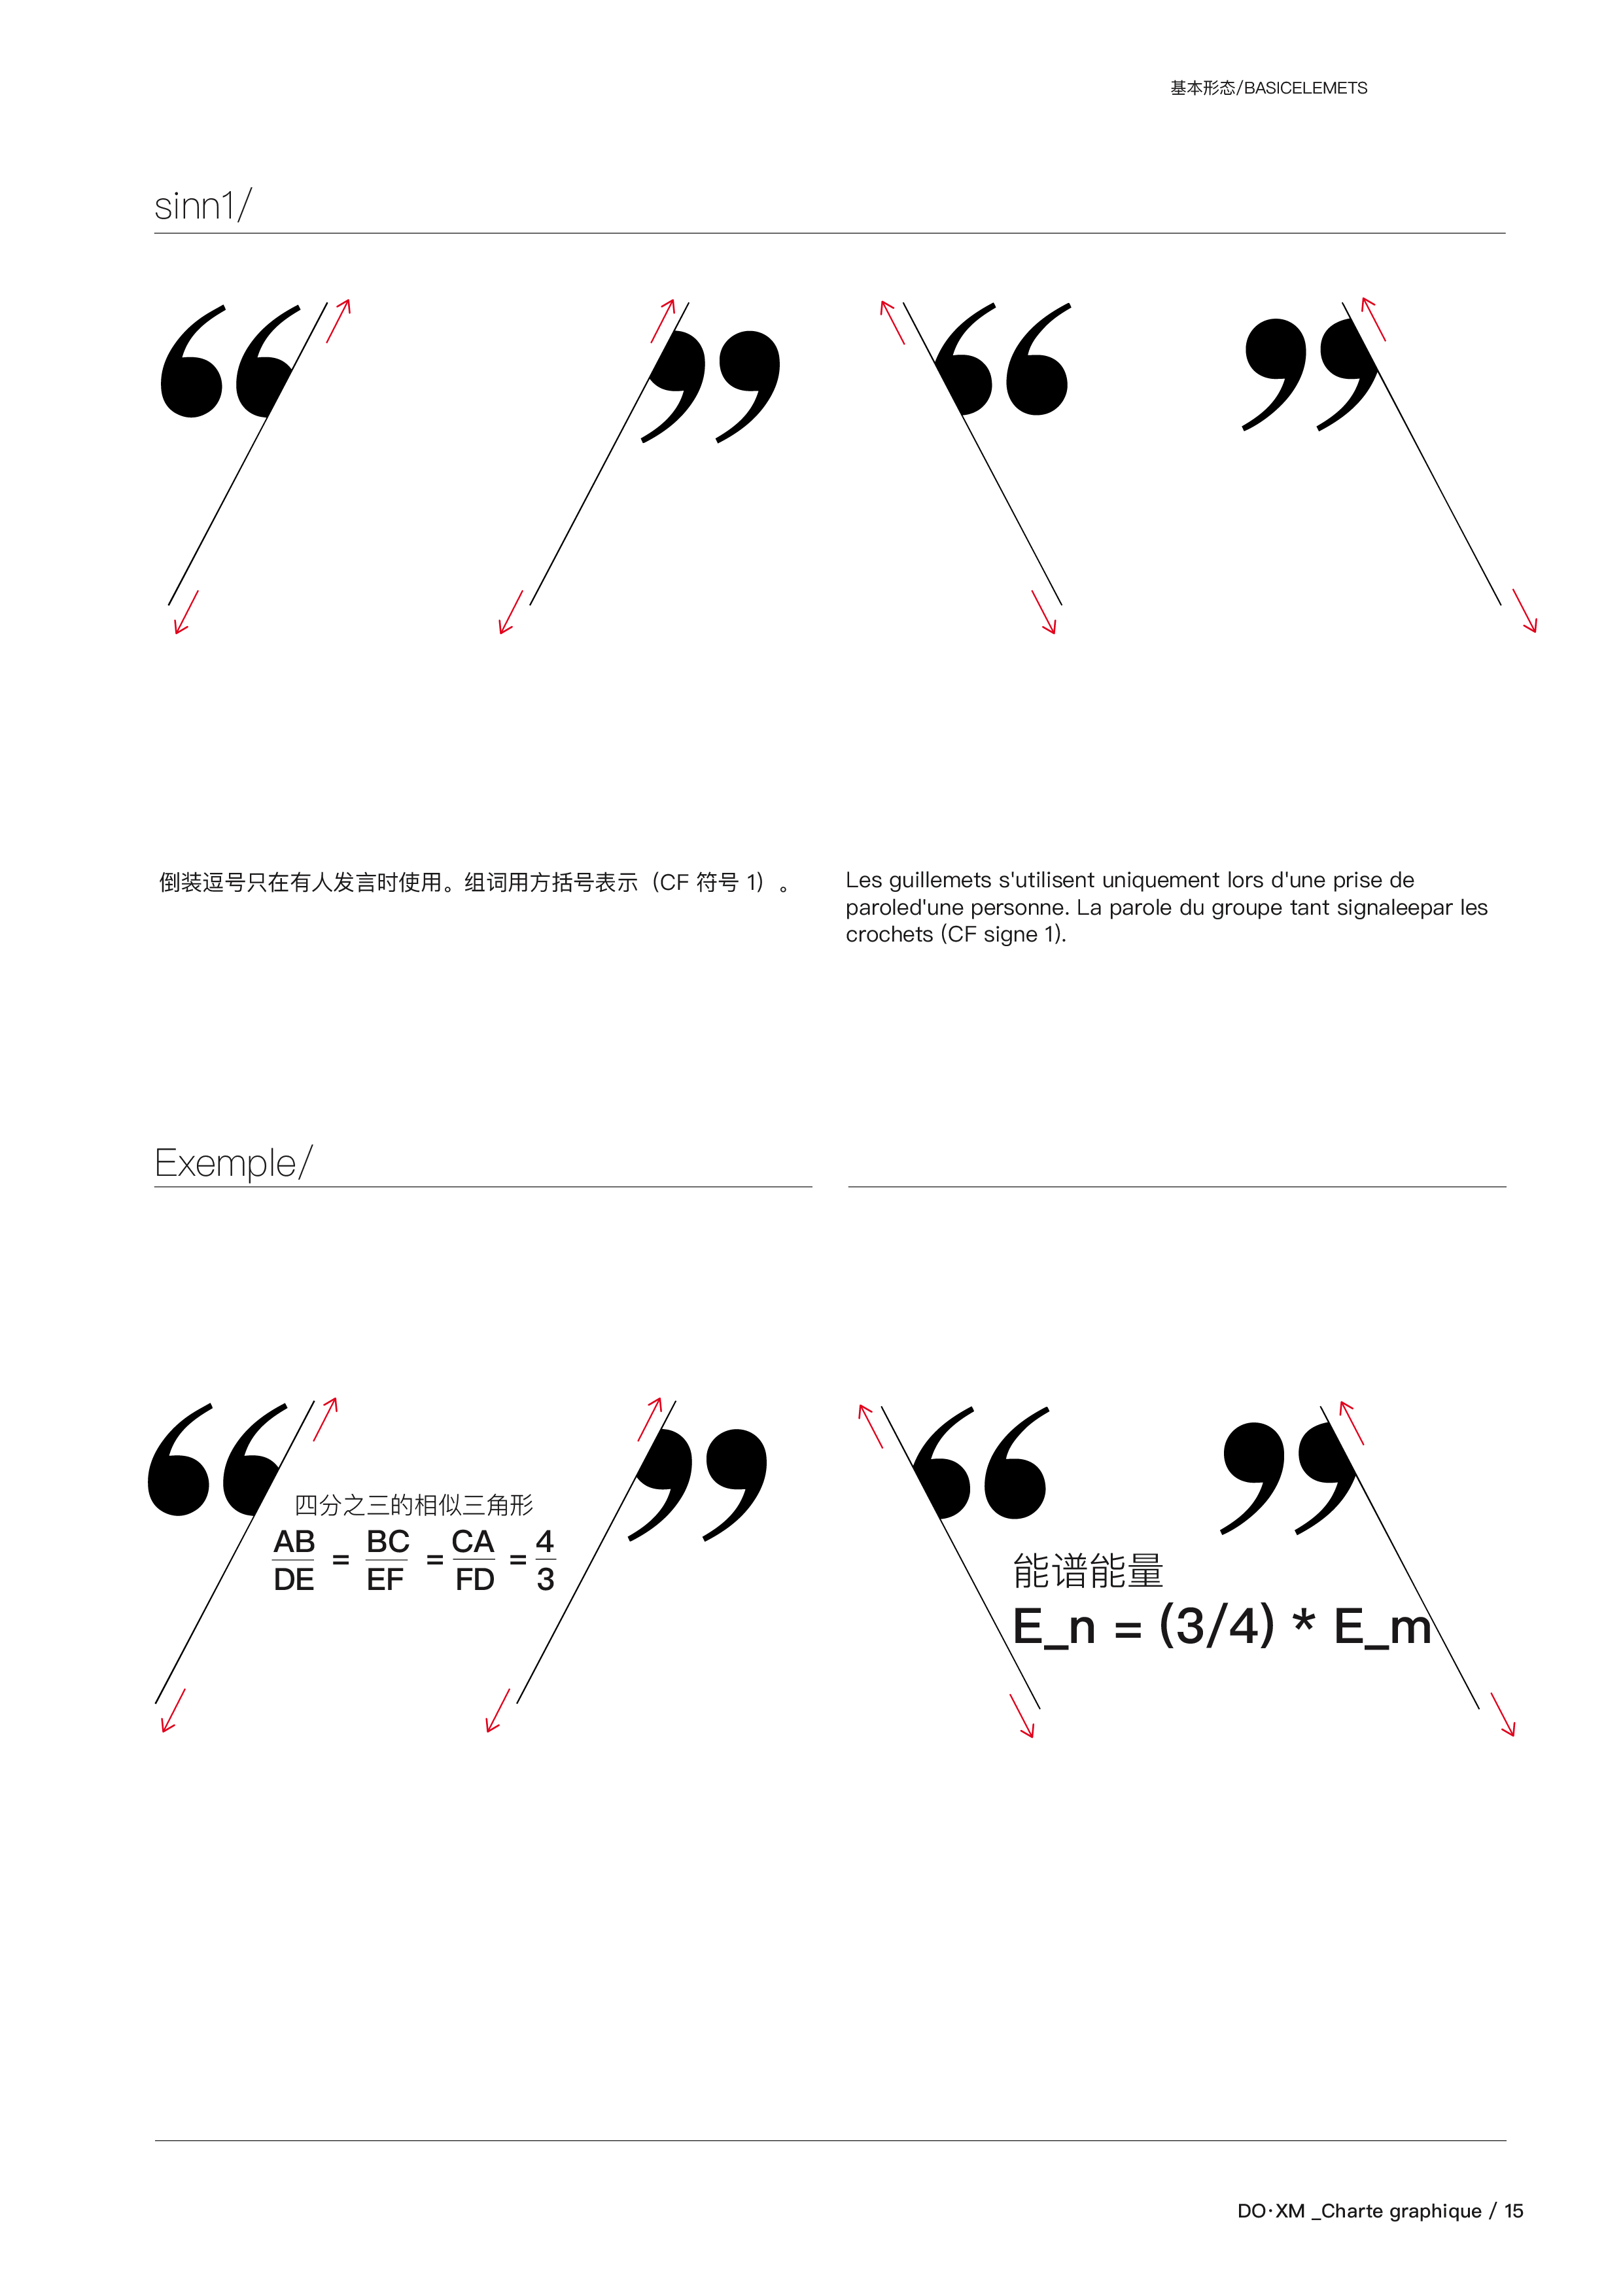 基本形态/BASICELEMETS
sinn1/
“ ” “ ”
倒装逗号只在有人发言时使用。组词用方括号表示（CF 符号 1）。
Les guillemets s'utilisent uniquement lors d'une prise de
paroled'une personne. La parole du groupe tant signaleepar les
crochets (CF signe 1).
Exemple/
“ ” “ ”
四分之三的相似三角形
AB/DE = BC/EF = CA/FD = 4/3
能谱能量
E_n = (3/4) * E_m
DO·XM _Charte graphique / 15